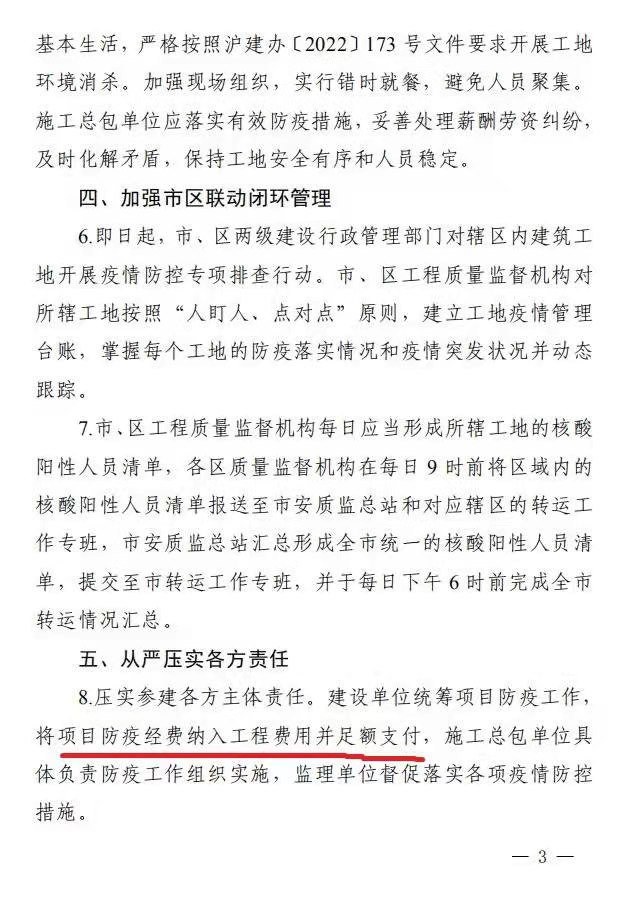 基本生活，严格按照沪建办〔2022〕173 号文件要求开展工地
环境消杀。加强现场组织，实行错时就餐，避免人员聚集。
施工总包单位应落实有效防疫措施，妥善处理薪酬劳资纠纷，
及时化解矛盾，保持工地安全有序和人员稳定。
四、加强市区联动闭环管理
6.即日起，市、区两级建设行政管理部门对辖区内建筑工
地开展疫情防控专项排查行动。市、区工程质量监督机构对
所辖工地按照“人盯人、点对点”原则，建立工地疫情管理
台账，掌握每个工地的防疫落实情况和疫情突发状况并动态
跟踪。
7.市、区工程质量监督机构每日应当形成所辖工地的核酸
阳性人员清单，各区质量监督机构在每日 9 时前将区域内的
核酸阳性人员清单报送至市安质监总站和对应辖区的转运工
作专班，市安质监总站汇总形成全市统一的核酸阳性人员清
单，提交至市转运工作专班，并于每日下午 6 时前完成全市
转运情况汇总。
五、从严压实各方责任
8.压实参建各方主体责任。建设单位统筹项目防疫工作，
将项目防疫经费纳入工程费用并足额支付，施工总包单位具
体负责防疫工作组织实施，监理单位督促落实各项疫情防控
措施。
— 3 —